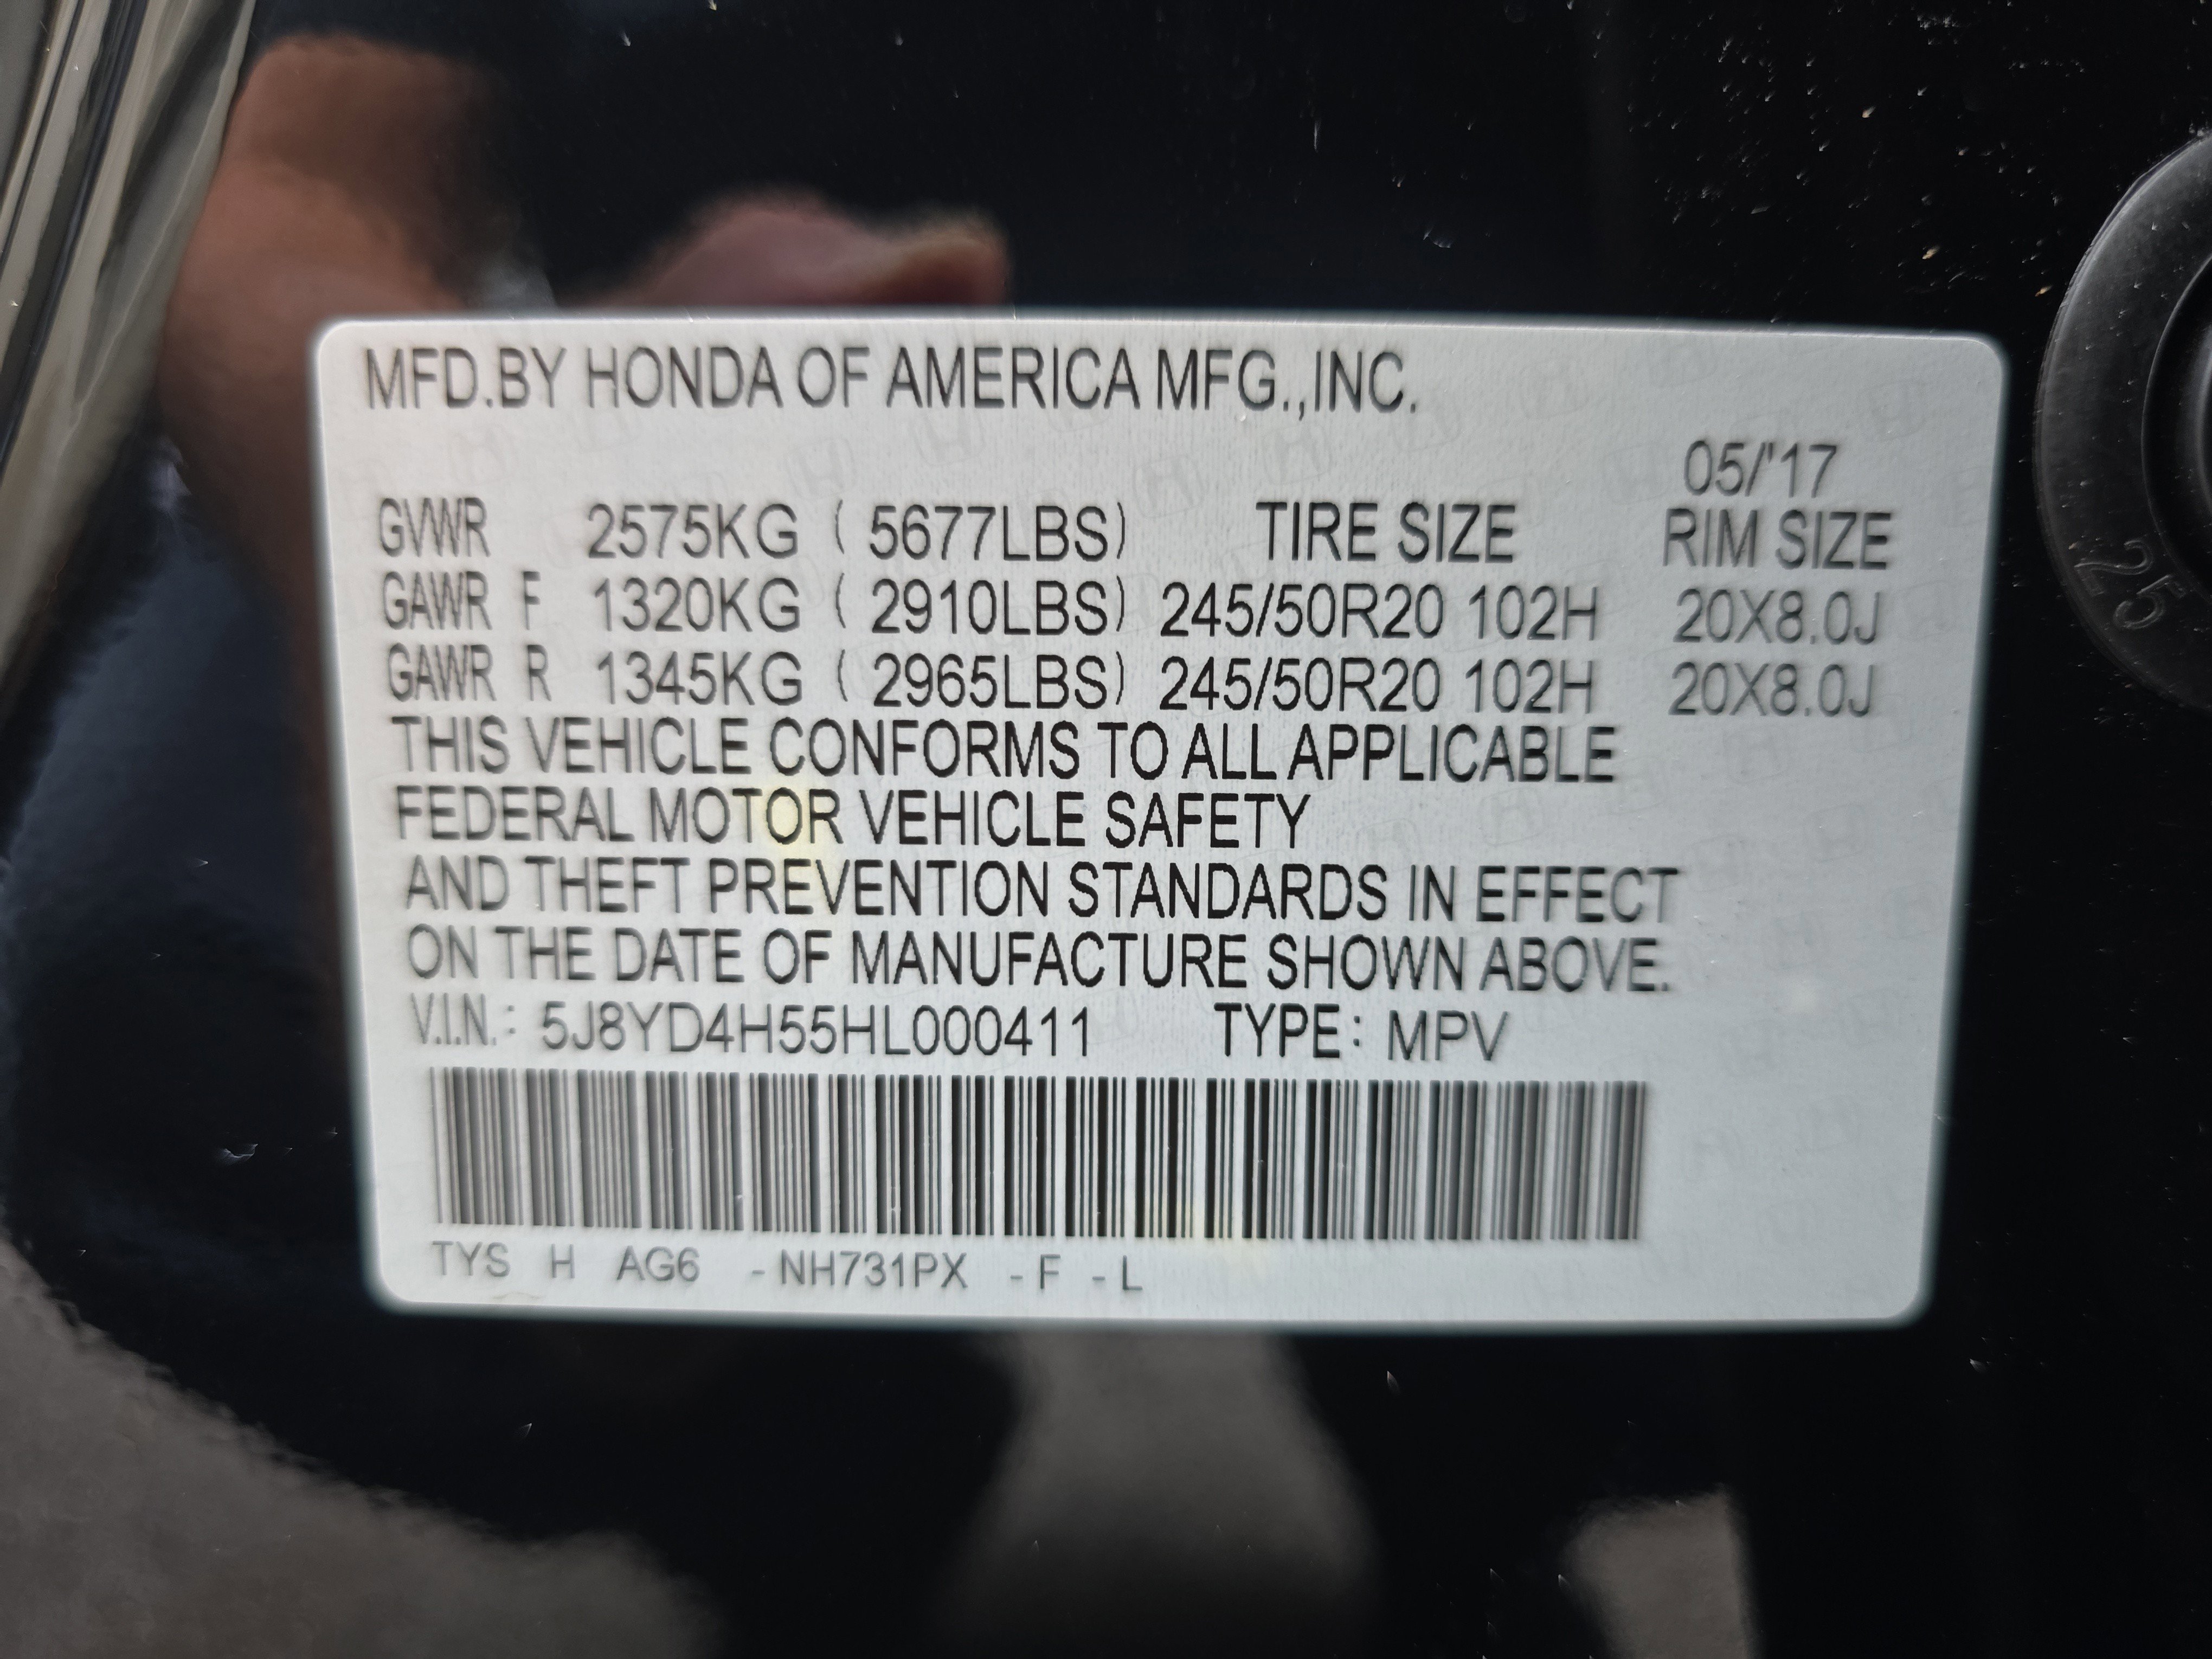 MFD.BY HONDA OF AMERICA MFG.,INC.
05/'17
GVWR 2575KG ( 5677LBS) TIRE SIZE RIM SIZE
GAWR F 1320KG ( 2910LBS) 245/50R20 102H 20X8.0J
GAWR R 1345KG ( 2965LBS) 245/50R20 102H 20X8.0J
THIS VEHICLE CONFORMS TO ALL APPLICABLE
FEDERAL MOTOR VEHICLE SAFETY
AND THEFT PREVENTION STANDARDS IN EFFECT
ON THE DATE OF MANUFACTURE SHOWN ABOVE.
V.I.N.: 5J8YD4H55HL000411 TYPE: MPV
TYS H AG6 -NH731PX -F -L
25